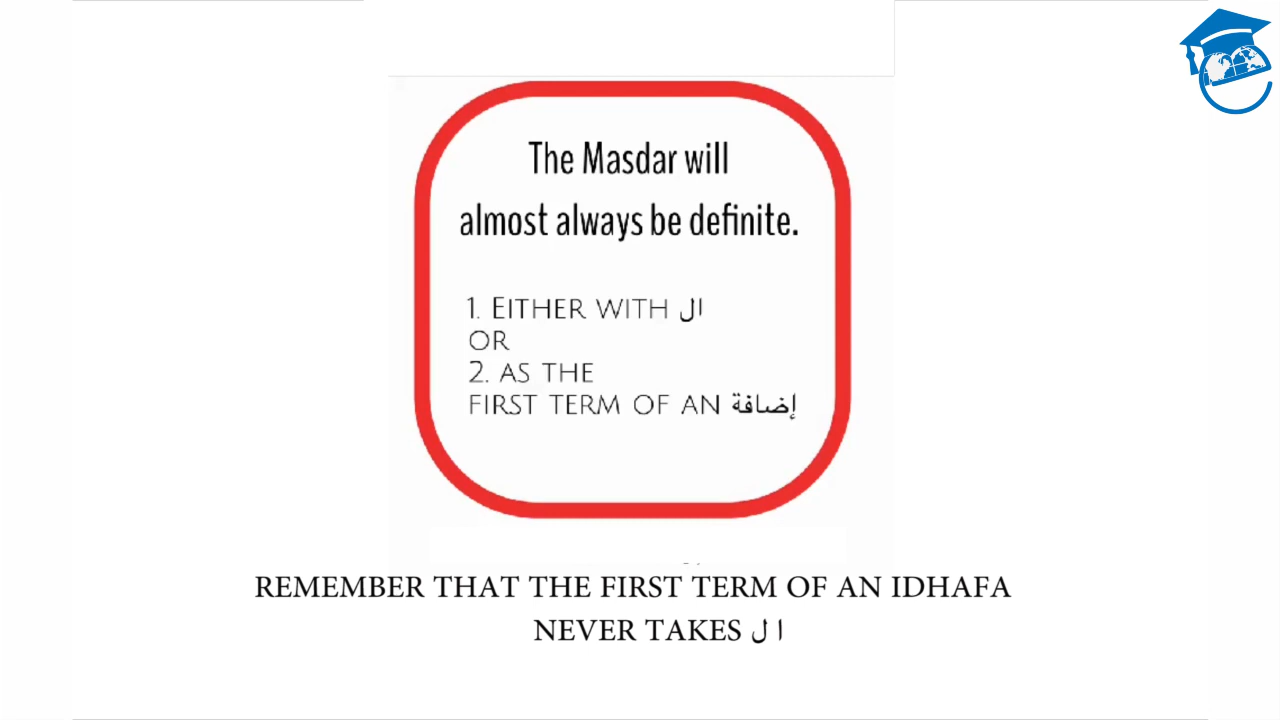 The Masdar will
almost always be definite.
1. EITHER WITH ال
OR
2. AS THE
FIRST TERM OF AN إضافة
REMEMBER THAT THE FIRST TERM OF AN IDHAFA
NEVER TAKES ا ل